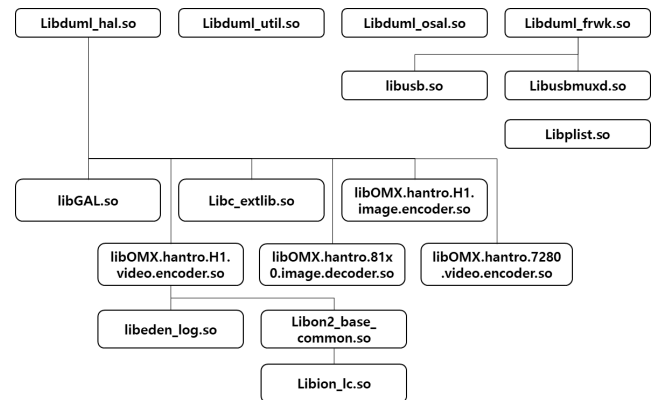 Libduml_hal.so
Libduml_util.so
Libduml_osal.so
Libduml_frwk.so
libusb.so
Libusbmuxd.so
Libplist.so
libGAL.so
Libc_extlib.so
libOMX.hantro.H1.
image.encoder.so
libOMX.hantro.H1.
video.encoder.so
libOMX.hantro.81x
0.image.decoder.so
libOMX.hantro.7280
.video.encoder.so
libeden_log.so
Libon2_base_
common.so
Libion_lc.so